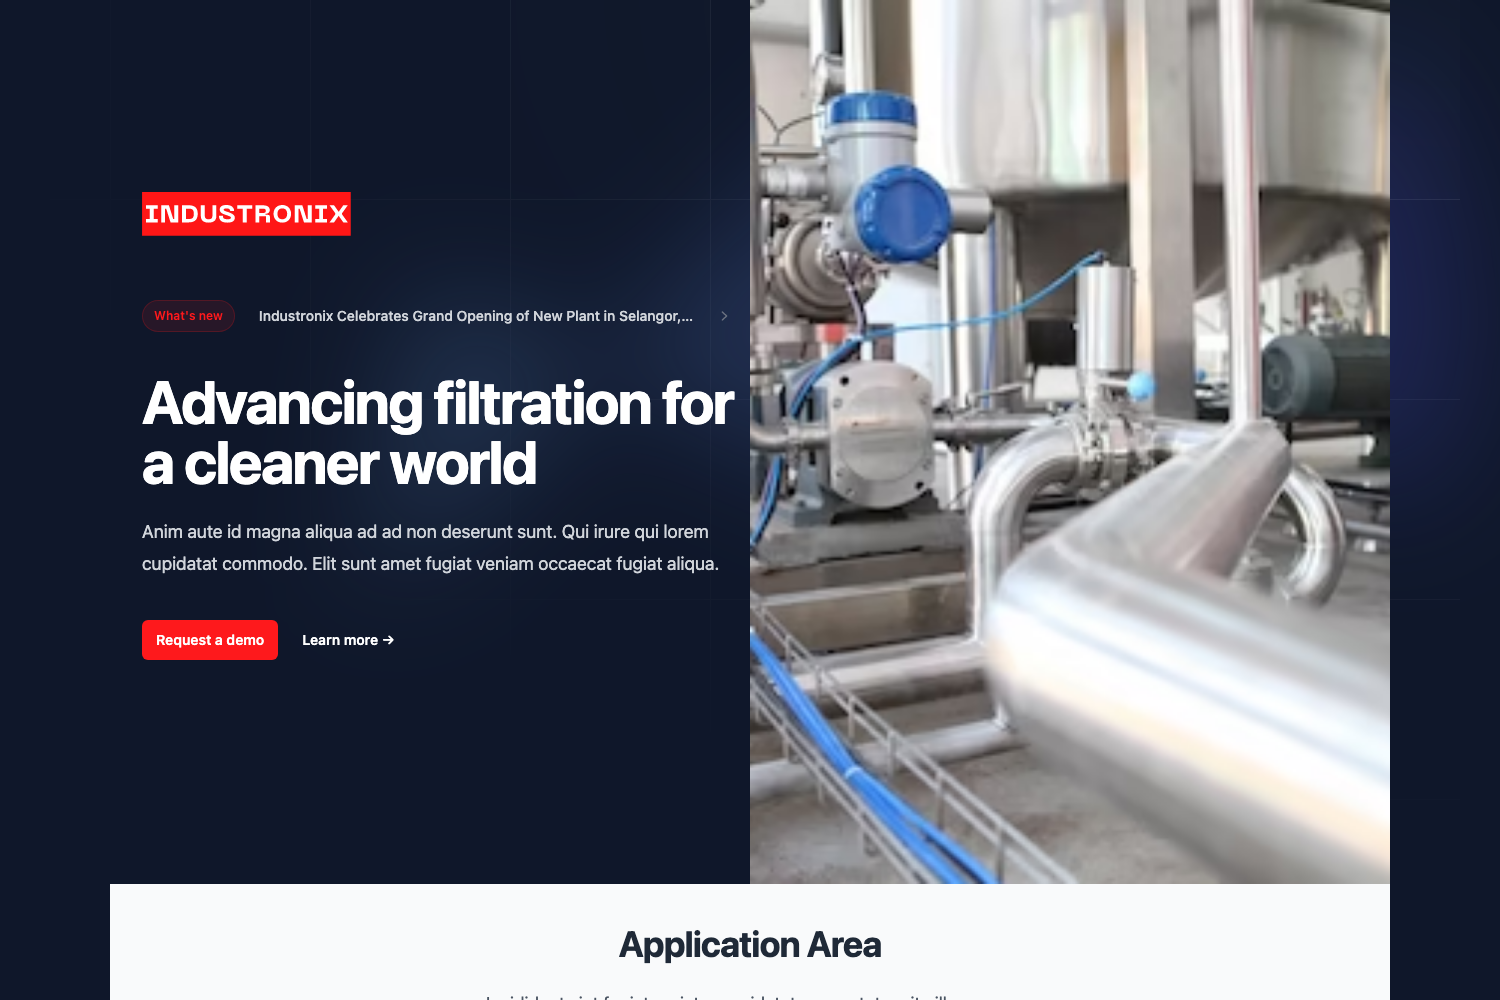 INDUSTRONIX
What's new
Industronix Celebrates Grand Opening of New Plant in Selangor,...
Advancing filtration for
a cleaner world
Anim aute id magna aliqua ad ad non deserunt sunt. Qui irure qui lorem
cupidatat commodo. Elit sunt amet fugiat veniam occaecat fugiat aliqua.
Request a demo
Learn more →
Application Area